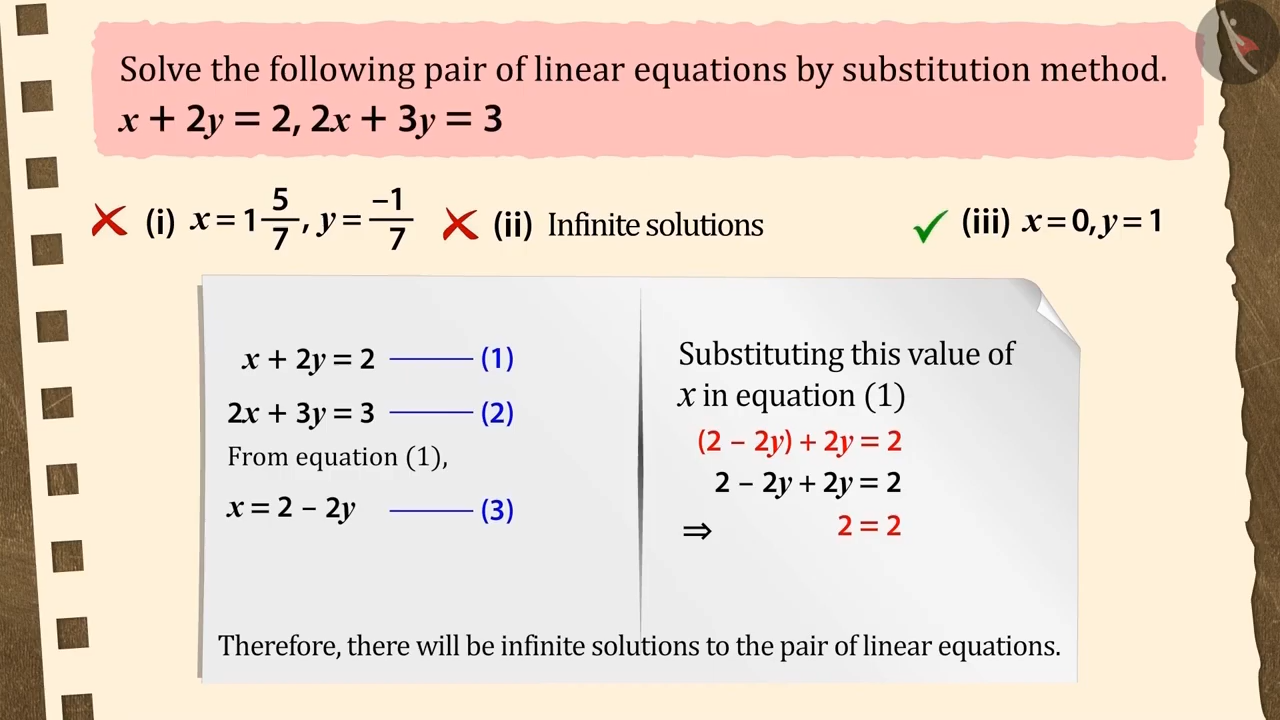 Solve the following pair of linear equations by substitution method.
x + 2y = 2, 2x + 3y = 3
(i) x = 1 5/7, y = −1/7 (ii) Infinite solutions (iii) x = 0, y = 1
x + 2y = 2 (1)
2x + 3y = 3 (2)
From equation (1),
x = 2 − 2y (3)
Substituting this value of
x in equation (1)
(2 − 2y) + 2y = 2
2 − 2y + 2y = 2
⇒ 2 = 2
Therefore, there will be infinite solutions to the pair of linear equations.